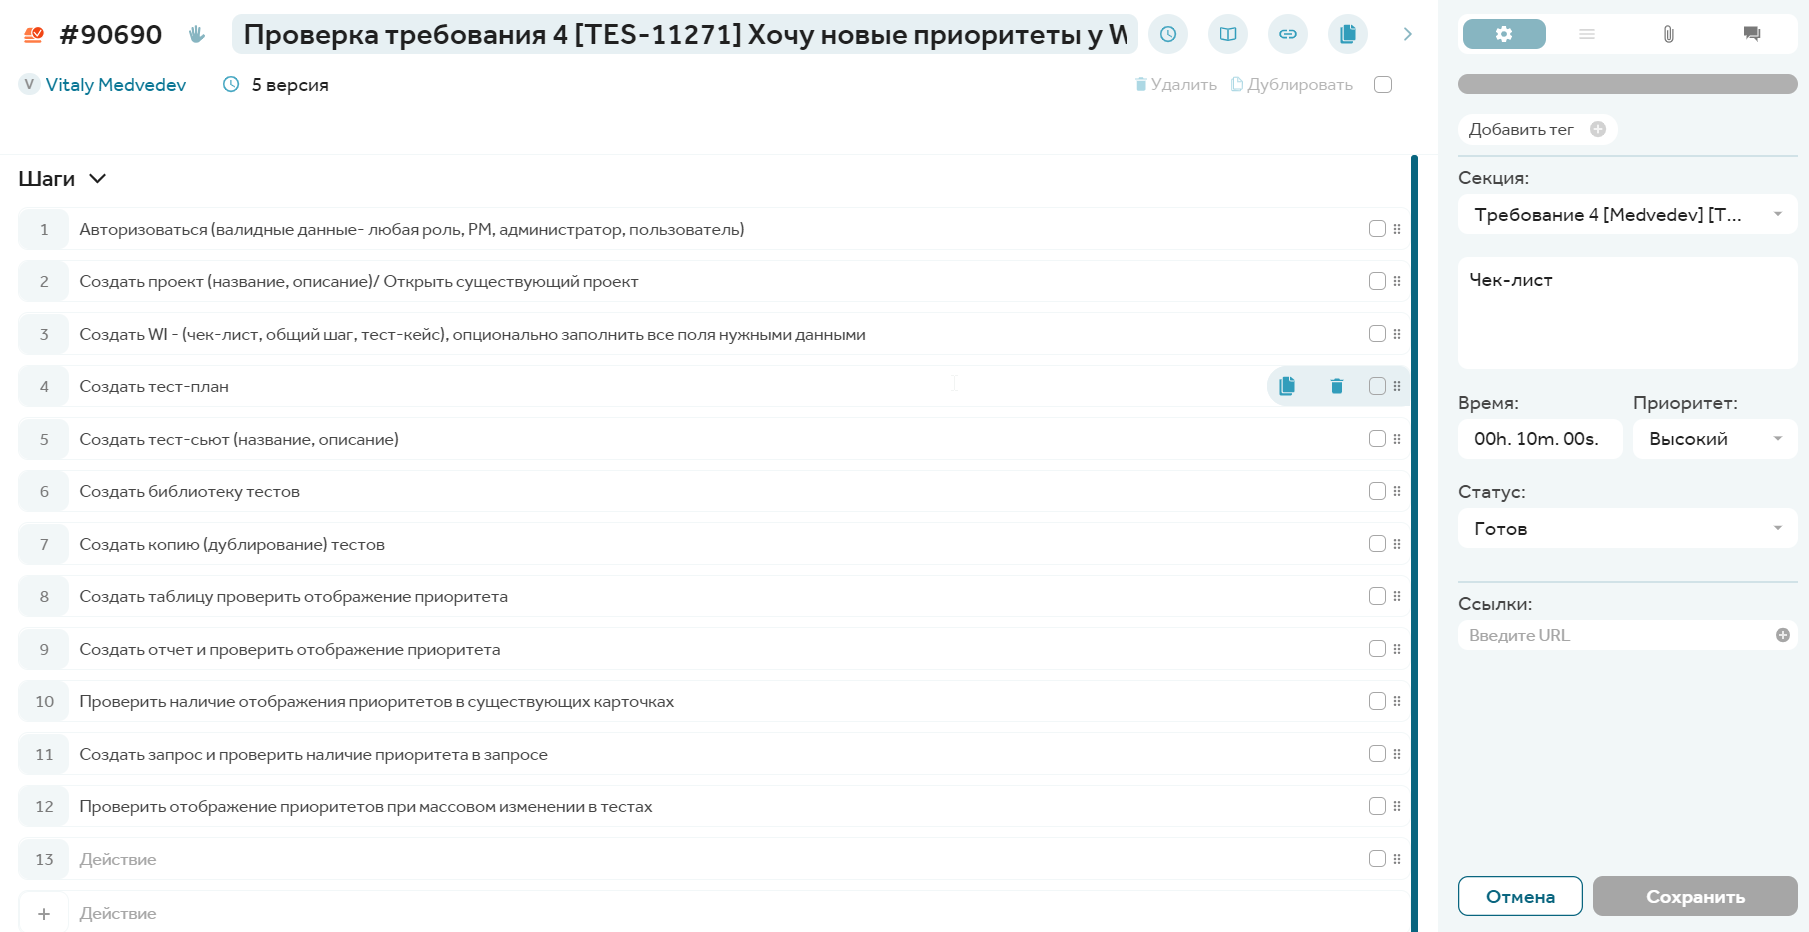 #90690
Проверка требования 4 [TES-11271] Хочу новые приоритеты у W
V Vitaly Medvedev
5 версия
Удалить
Дублировать
Шаги
1 Авторизоваться (валидные данные- любая роль, PM, администратор, пользователь)
2 Создать проект (название, описание)/ Открыть существующий проект
3 Создать WI - (чек-лист, общий шаг, тест-кейс), опционально заполнить все поля нужными данными
4 Создать тест-план
5 Создать тест-сьют (название, описание)
6 Создать библиотеку тестов
7 Создать копию (дублирование) тестов
8 Создать таблицу проверить отображение приоритета
9 Создать отчет и проверить отображение приоритета
10 Проверить наличие отображения приоритетов в существующих карточках
11 Создать запрос и проверить наличие приоритета в запросе
12 Проверить отображение приоритетов при массовом изменении в тестах
13 Действие
+ Действие
Добавить тег
Секция:
Требование 4 [Medvedev] [T...
Чек-лист
Время:
Приоритет:
00h. 10m. 00s.
Высокий
Статус:
Готов
Ссылки:
Введите URL
Отмена
Сохранить